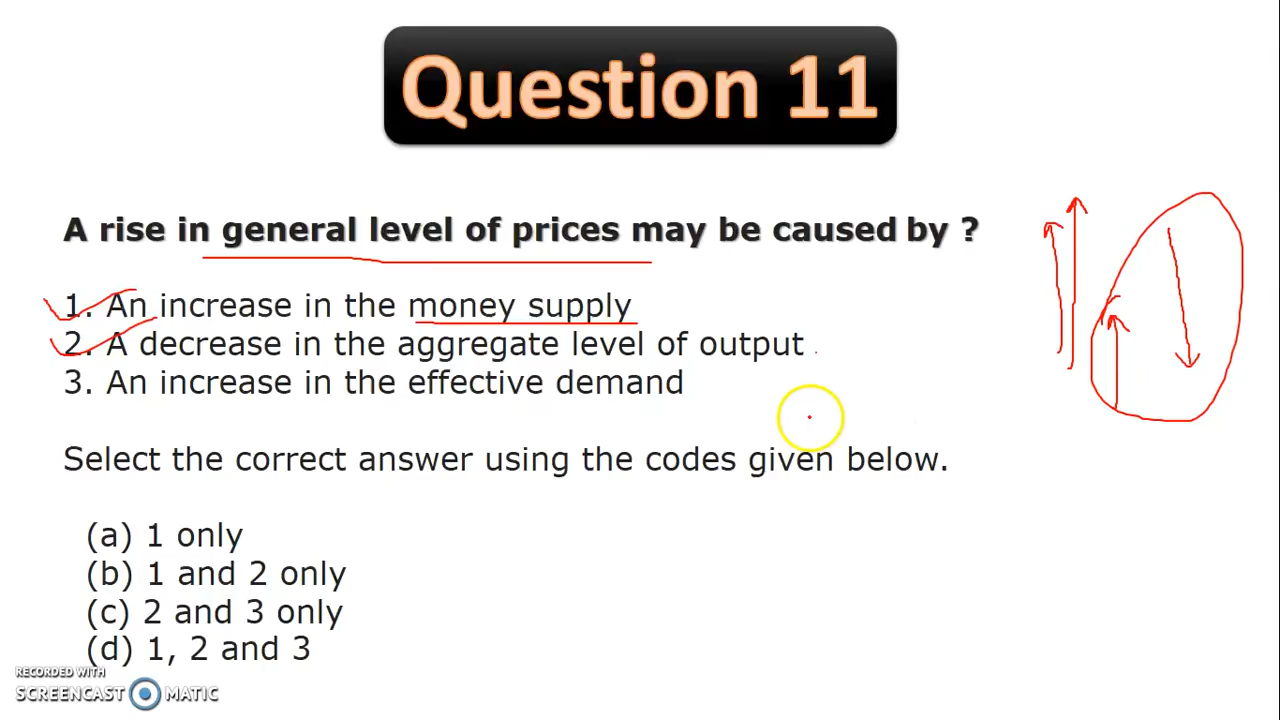 Question 11
A rise in general level of prices may be caused by ?
1. An increase in the money supply
2. A decrease in the aggregate level of output
3. An increase in the effective demand
Select the correct answer using the codes given below.
(a) 1 only
(b) 1 and 2 only
(c) 2 and 3 only
(d) 1, 2 and 3
RECORDED WITH
SCREENCAST MATIC